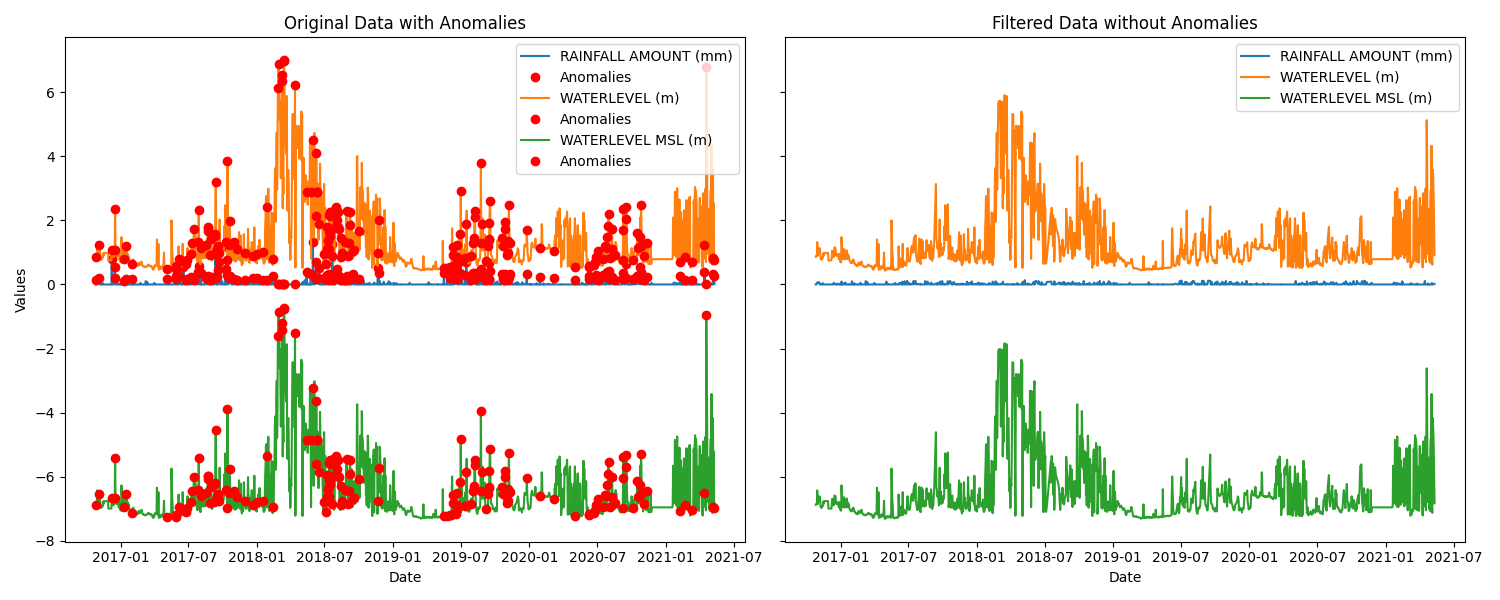 Original Data with Anomalies
Values
6
4
2
0
−2
−4
−6
−8
RAINFALL AMOUNT (mm)
Anomalies
WATERLEVEL (m)
Anomalies
WATERLEVEL MSL (m)
Anomalies
2017-01 2017-07 2018-01 2018-07 2019-01 2019-07 2020-01 2020-07 2021-01 2021-07
Date
Filtered Data without Anomalies
RAINFALL AMOUNT (mm)
WATERLEVEL (m)
WATERLEVEL MSL (m)
2017-01 2017-07 2018-01 2018-07 2019-01 2019-07 2020-01 2020-07 2021-01 2021-07
Date